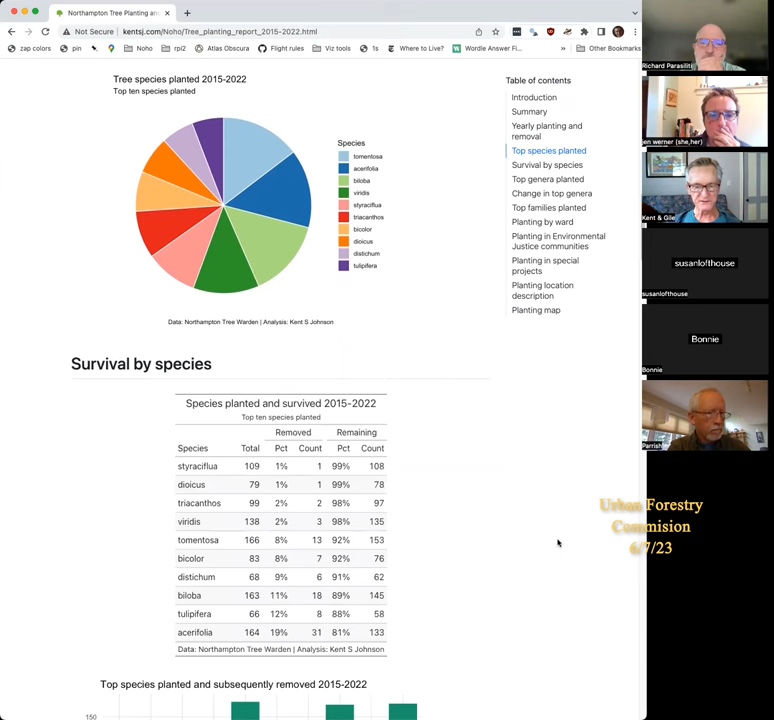 Northampton Tree Planting an
Not Secure
kentsj.com/Noho/Tree_planting_report_2015-2022.html
zap colors
pin
Noho
rpi2
Atlas Obscura
Flight rules
Viz tools
1s
Where to Live?
Wordle Answer Fi...
»
Other Bookmarks
Tree species planted 2015-2022
Top ten species planted
Species
tomentosa
acerifolia
biloba
viridis
styraciflua
triacanthos
bicolor
dioicus
distichum
tulipifera
Data: Northampton Tree Warden | Analysis: Kent S Johnson
Table of contents
Introduction
Summary
Yearly planting and
removal
Top species planted
Survival by species
Top genera planted
Change in top genera
Top families planted
Planting by ward
Planting in Environmental
Justice communities
Planting in special
projects
Planting location
description
Planting map
Survival by species
Species planted and survived 2015-2022
Top ten species planted
Removed Remaining
Species Total Pct Count Pct Count
styraciflua 109 1% 1 99% 108
dioicus 79 1% 1 99% 78
triacanthos 99 2% 2 98% 97
viridis 138 2% 3 98% 135
tomentosa 166 8% 13 92% 153
bicolor 83 8% 7 92% 76
distichum 68 9% 6 91% 62
biloba 163 11% 18 89% 145
tulipifera 66 12% 8 88% 58
acerifolia 164 19% 31 81% 133
Data: Northampton Tree Warden | Analysis: Kent S Johnson
Top species planted and subsequently removed 2015-2022
150
Richard Parasiliti
jen werner (she,her)
Kent & Gile
susanlofthouse
susanlofthouse
Bonnie
Bonnie
Parrish
Urban Forestry
Commision
6/7/23